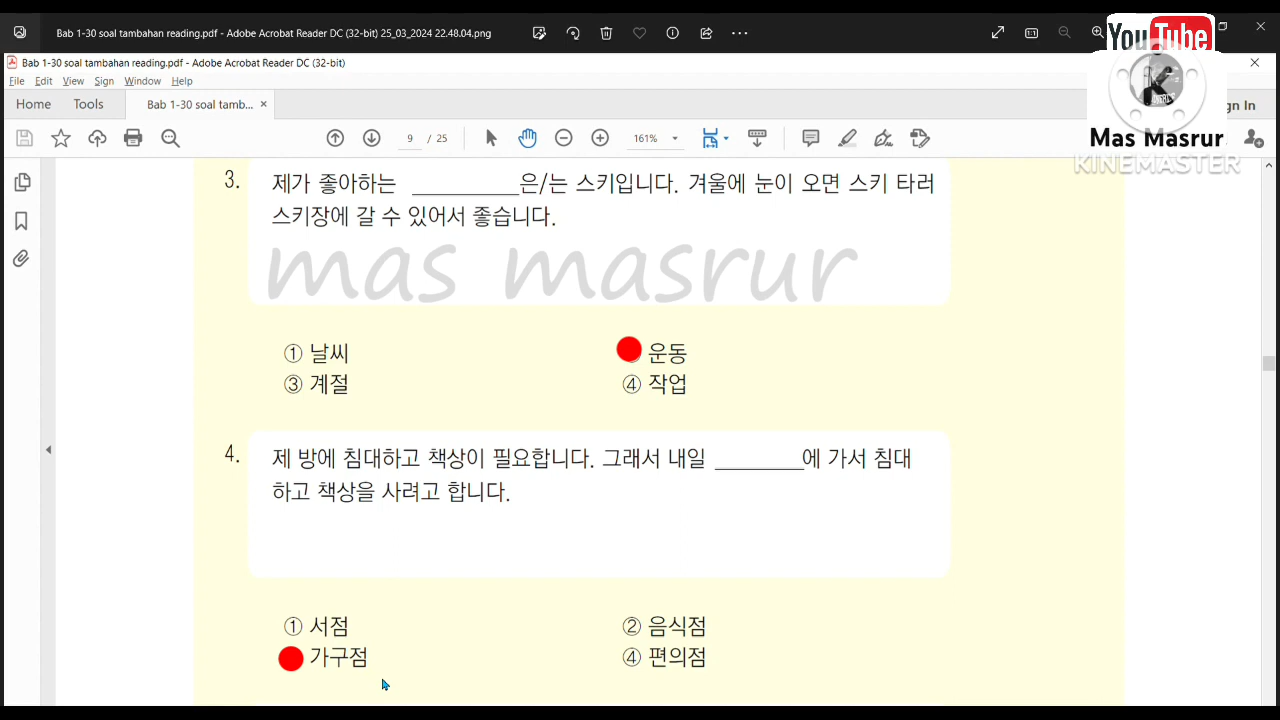 Bab 1-30 soal tambahan reading.pdf - Adobe Acrobat Reader DC (32-bit) 25_03_2024 22.48.04.png
YouTube
Bab 1-30 soal tambahan reading.pdf - Adobe Acrobat Reader DC (32-bit)
File Edit View Sign Window Help
Home Tools Bab 1-30 soal tamb... × gn In
9 / 25 161%
Mas Masrur
KINEMASTER
3. 제가 좋아하는 ________은/는 스키입니다. 겨울에 눈이 오면 스키 타러
스키장에 갈 수 있어서 좋습니다.
mas masrur
① 날씨 운동
③ 계절 ④ 작업
4. 제 방에 침대하고 책상이 필요합니다. 그래서 내일 ________에 가서 침대
하고 책상을 사려고 합니다.
① 서점 ② 음식점
가구점 ④ 편의점